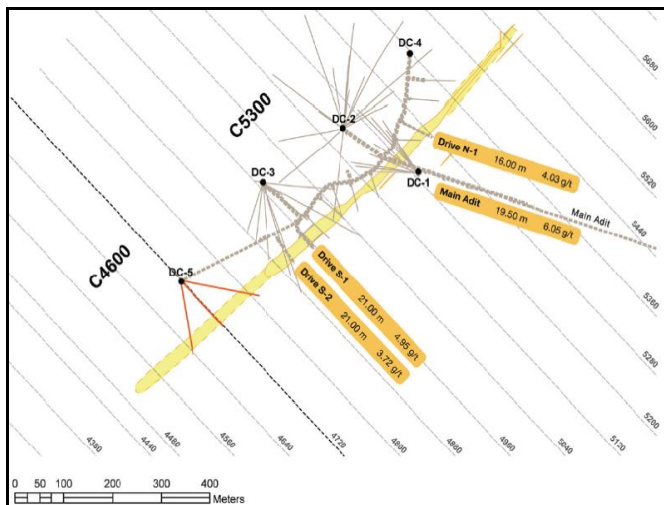 DC-4
5680
C5300
DC-2
5600
Drive N-1 16.00 m 4.03 g/t
DC-3
DC-1
5520
Main Adit 19.50 m 6.05 g/t
Main Adit
5440
C4600
DC-5
Drive S-1 21.00 m 4.95 g/t
Drive S-2 21.00 m 3.72 g/t
5360
5280
5200
4380
4440
4480
4560
4640
4720
4800
4880
4960
5040
5120
0 50 100 200 300 400
Meters